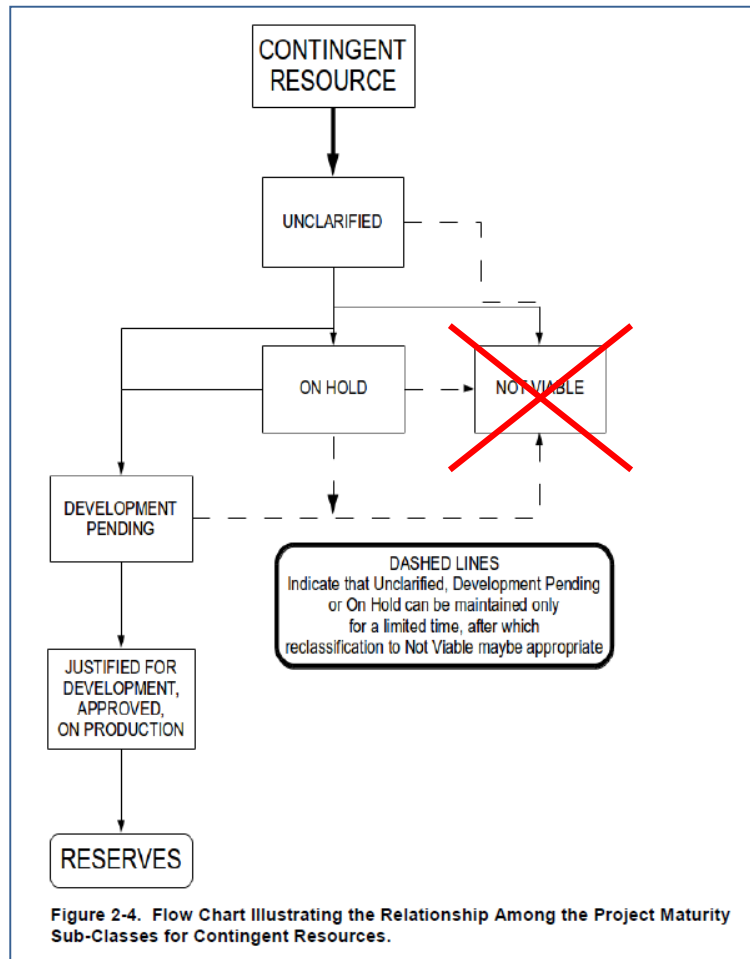 CONTINGENT
RESOURCE
UNCLARIFIED
ON HOLD
NOT VIABLE
DEVELOPMENT
PENDING
DASHED LINES
Indicate that Unclarified, Development Pending
or On Hold can be maintained only
for a limited time, after which
reclassification to Not Viable maybe appropriate
JUSTIFIED FOR
DEVELOPMENT,
APPROVED,
ON PRODUCTION
RESERVES
Figure 2-4. Flow Chart Illustrating the Relationship Among the Project Maturity
Sub-Classes for Contingent Resources.